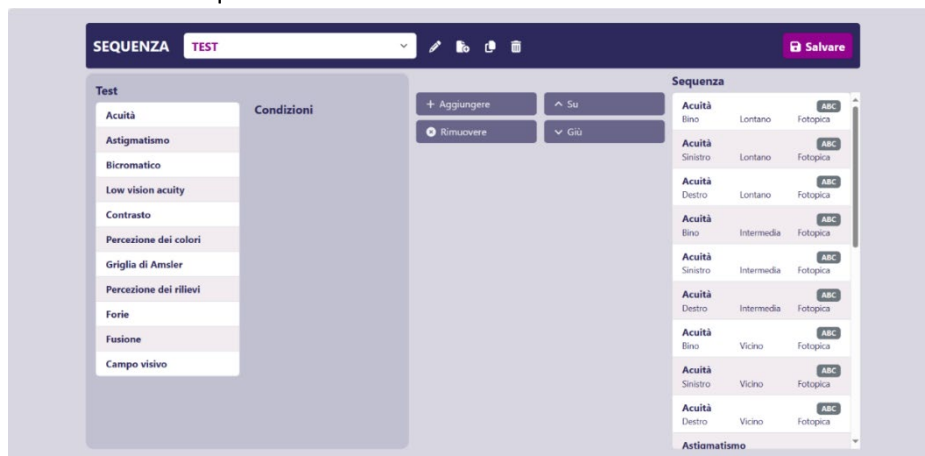 SEQUENZA TEST Salvare
Test
Acuità
Astigmatismo
Bicromatico
Low vision acuity
Contrasto
Percezione dei colori
Griglia di Amsler
Percezione dei rilievi
Forie
Fusione
Campo visivo
Condizioni
Aggiungere Su
Rimuovere Giù
Sequenza
Acuità ABC
Bino Lontano Fotopica
Acuità ABC
Sinistro Lontano Fotopica
Acuità ABC
Destro Lontano Fotopica
Acuità ABC
Bino Intermedia Fotopica
Acuità ABC
Sinistro Intermedia Fotopica
Acuità ABC
Destro Intermedia Fotopica
Acuità ABC
Bino Vicino Fotopica
Acuità ABC
Sinistro Vicino Fotopica
Acuità ABC
Destro Vicino Fotopica
Astigmatismo